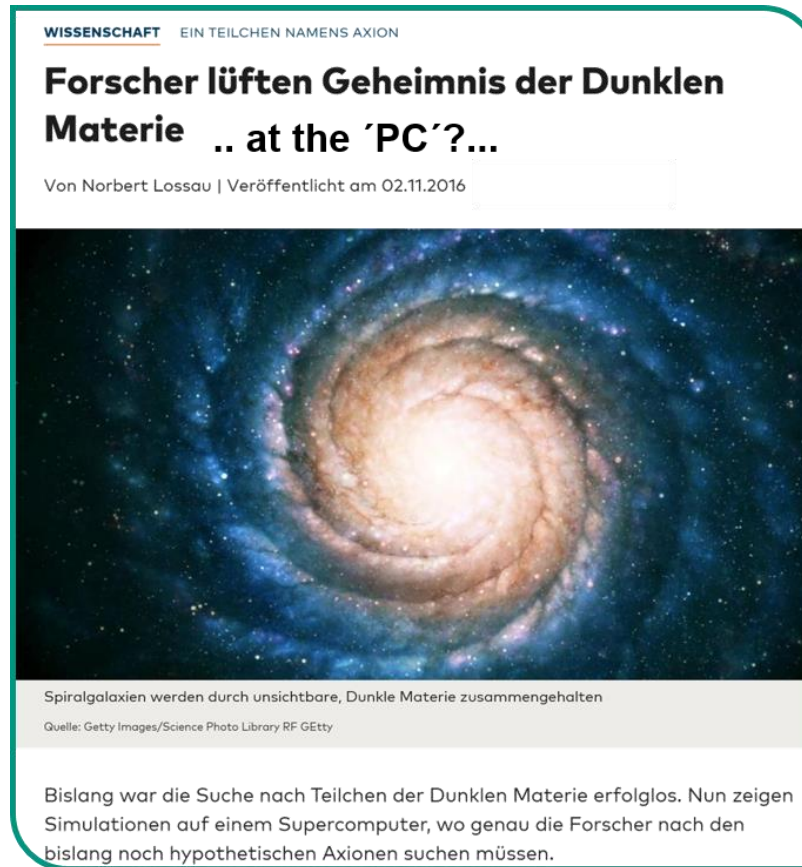 WISSENSCHAFT EIN TEILCHEN NAMENS AXION
Forscher lüften Geheimnis der Dunklen
Materie .. at the ´PC´?...
Von Norbert Lossau | Veröffentlicht am 02.11.2016
Spiralgalaxien werden durch unsichtbare, Dunkle Materie zusammengehalten
Quelle: Getty Images/Science Photo Library RF GEtty
Bislang war die Suche nach Teilchen der Dunklen Materie erfolglos. Nun zeigen
Simulationen auf einem Supercomputer, wo genau die Forscher nach den
bislang noch hypothetischen Axionen suchen müssen.